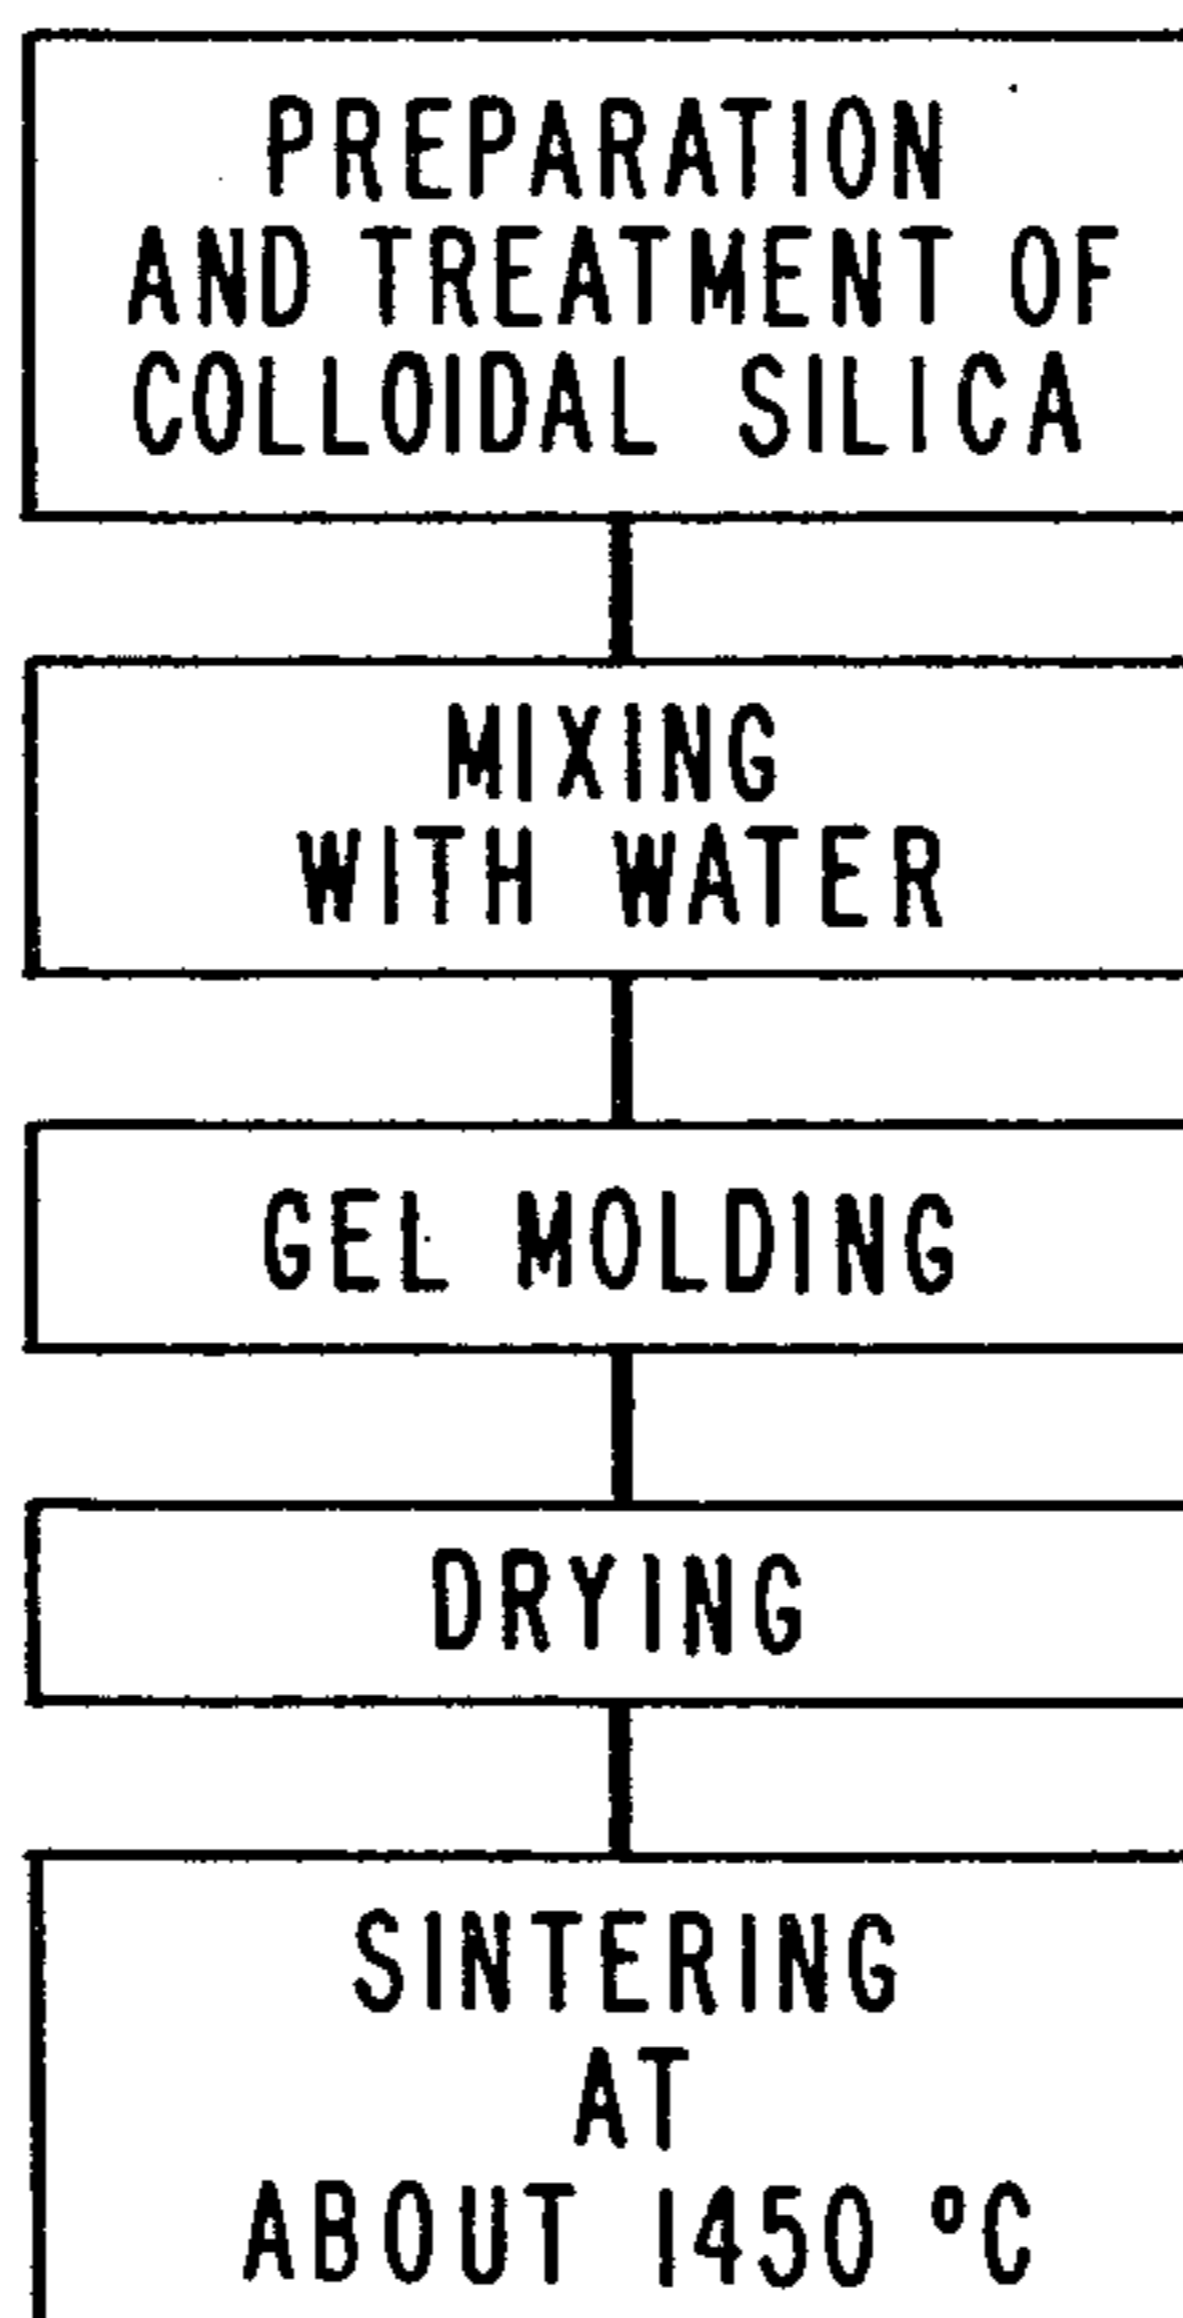 PREPARATION
AND TREATMENT OF
COLLOIDAL SILICA
MIXING
WITH WATER
GEL MOLDING
DRYING
SINTERING
AT
ABOUT 1450 °C